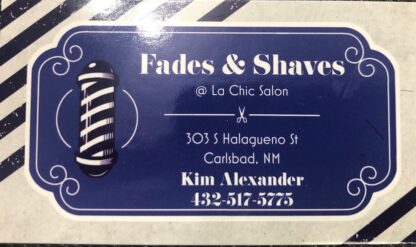 Fades & Shaves
@ La Chic Salon
303 S Halagueno St
Carlsbad, NM
Kim Alexander
432-517-5775